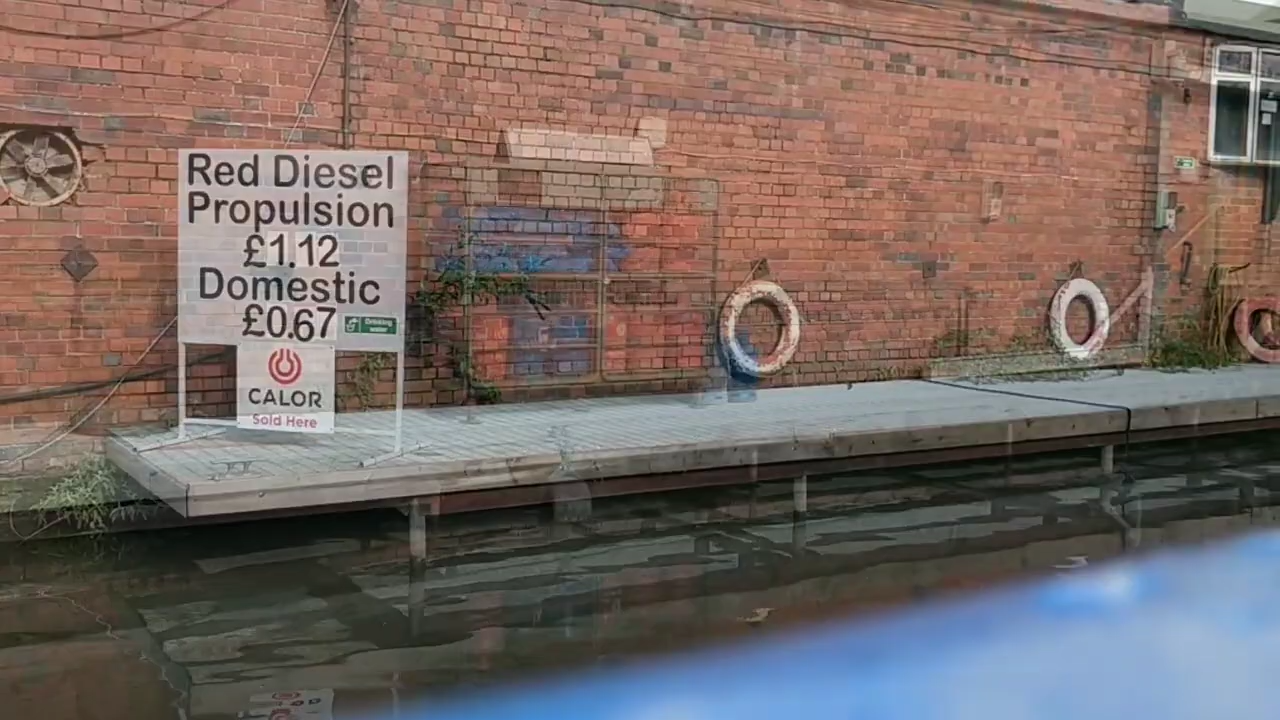 Red Diesel
Propulsion
£1.12
Domestic
£0.67
Drinking
water
CALOR
Sold Here